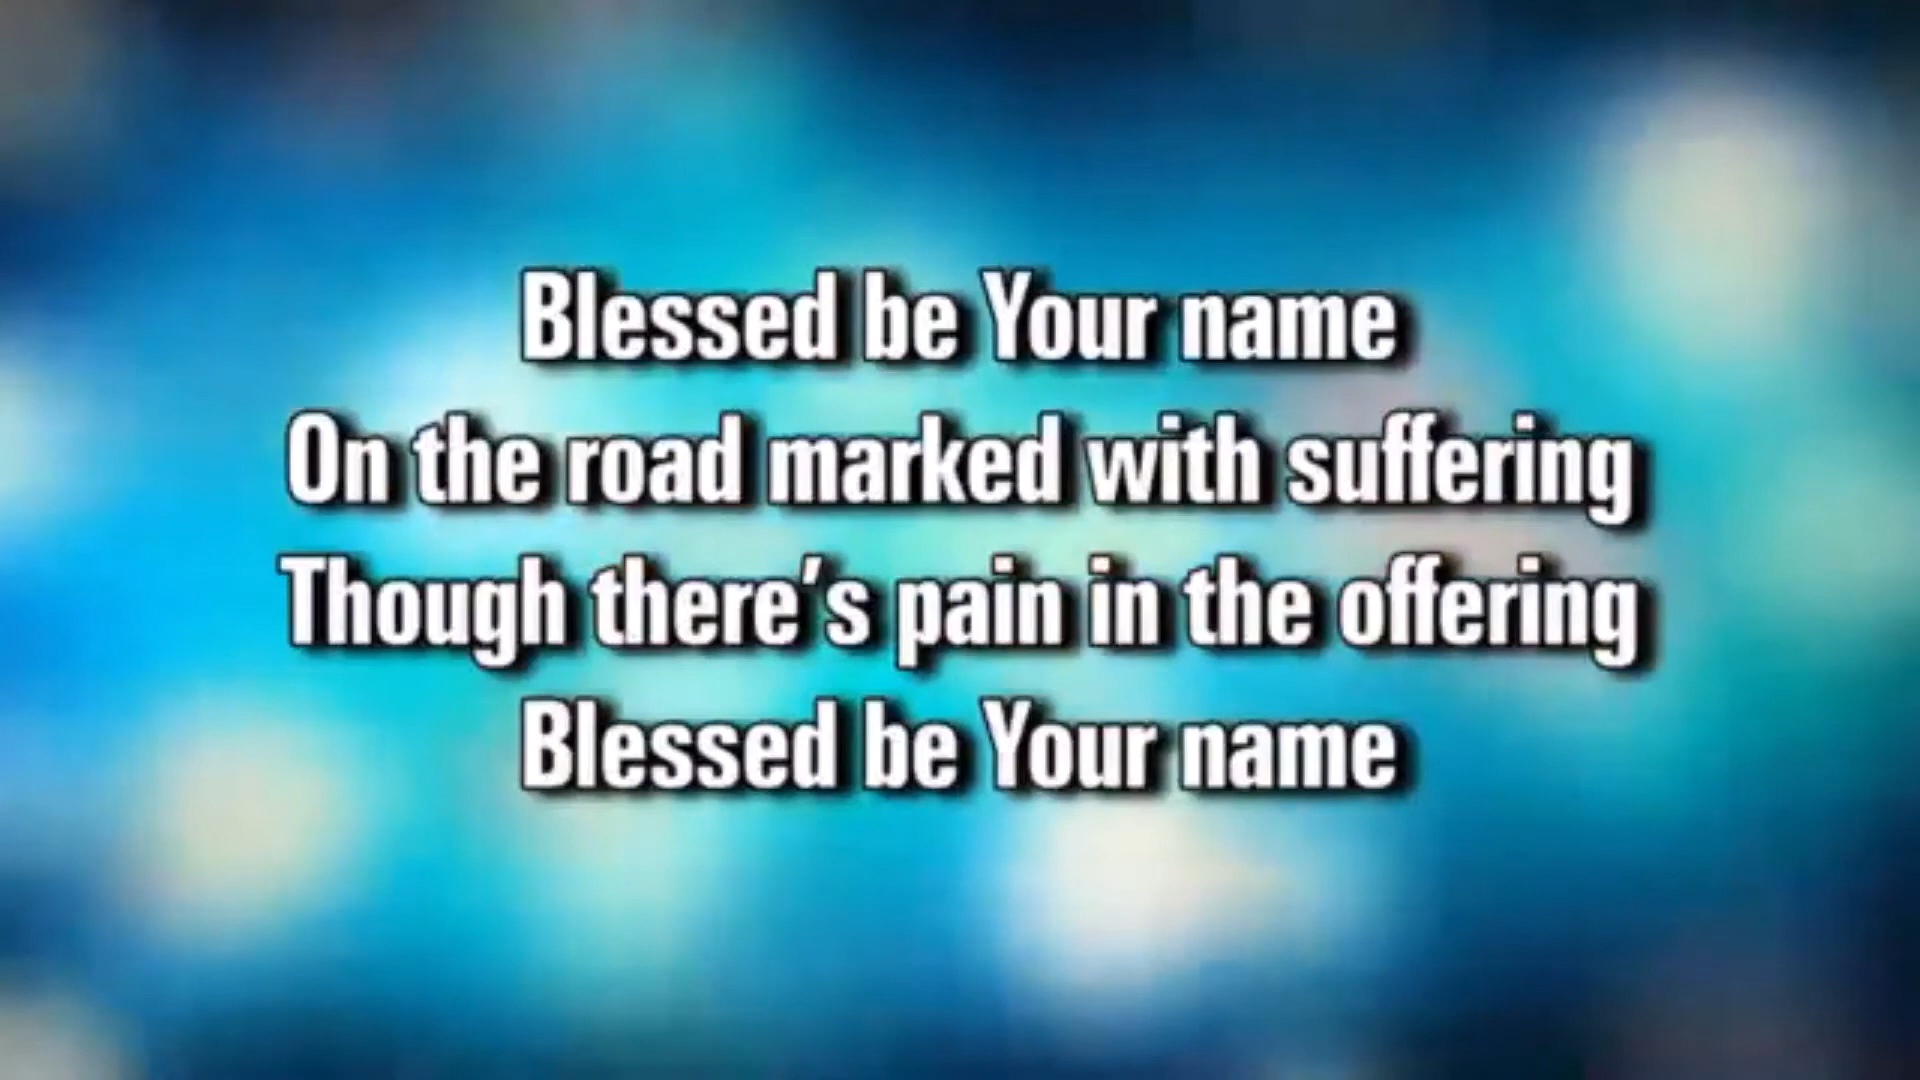 Blessed be Your name
On the road marked with suffering
Though there's pain in the offering
Blessed be Your name